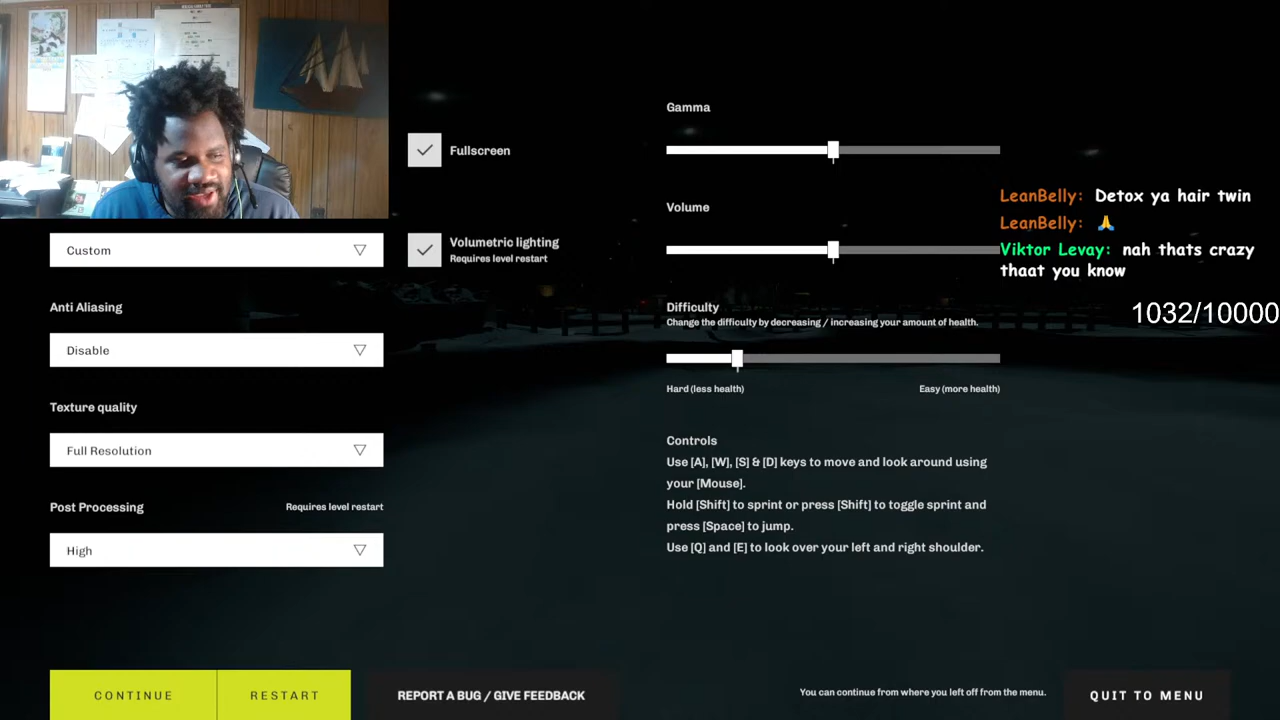 Fullscreen
Custom
Volumetric lighting
Requires level restart
Anti Aliasing
Disable
Texture quality
Full Resolution
Post Processing
Requires level restart
High
Gamma
Volume
Difficulty
Change the difficulty by decreasing / increasing your amount of health.
Hard (less health)
Easy (more health)
Controls
Use [A], [W], [S] & [D] keys to move and look around using
your [Mouse].
Hold [Shift] to sprint or press [Shift] to toggle sprint and
press [Space] to jump.
Use [Q] and [E] to look over your left and right shoulder.
LeanBelly: Detox ya hair twin
LeanBelly: 🙏
Viktor Levay: nah thats crazy
thaat you know
1032/10000
CONTINUE
RESTART
REPORT A BUG / GIVE FEEDBACK
You can continue from where you left off from the menu.
QUIT TO MENU